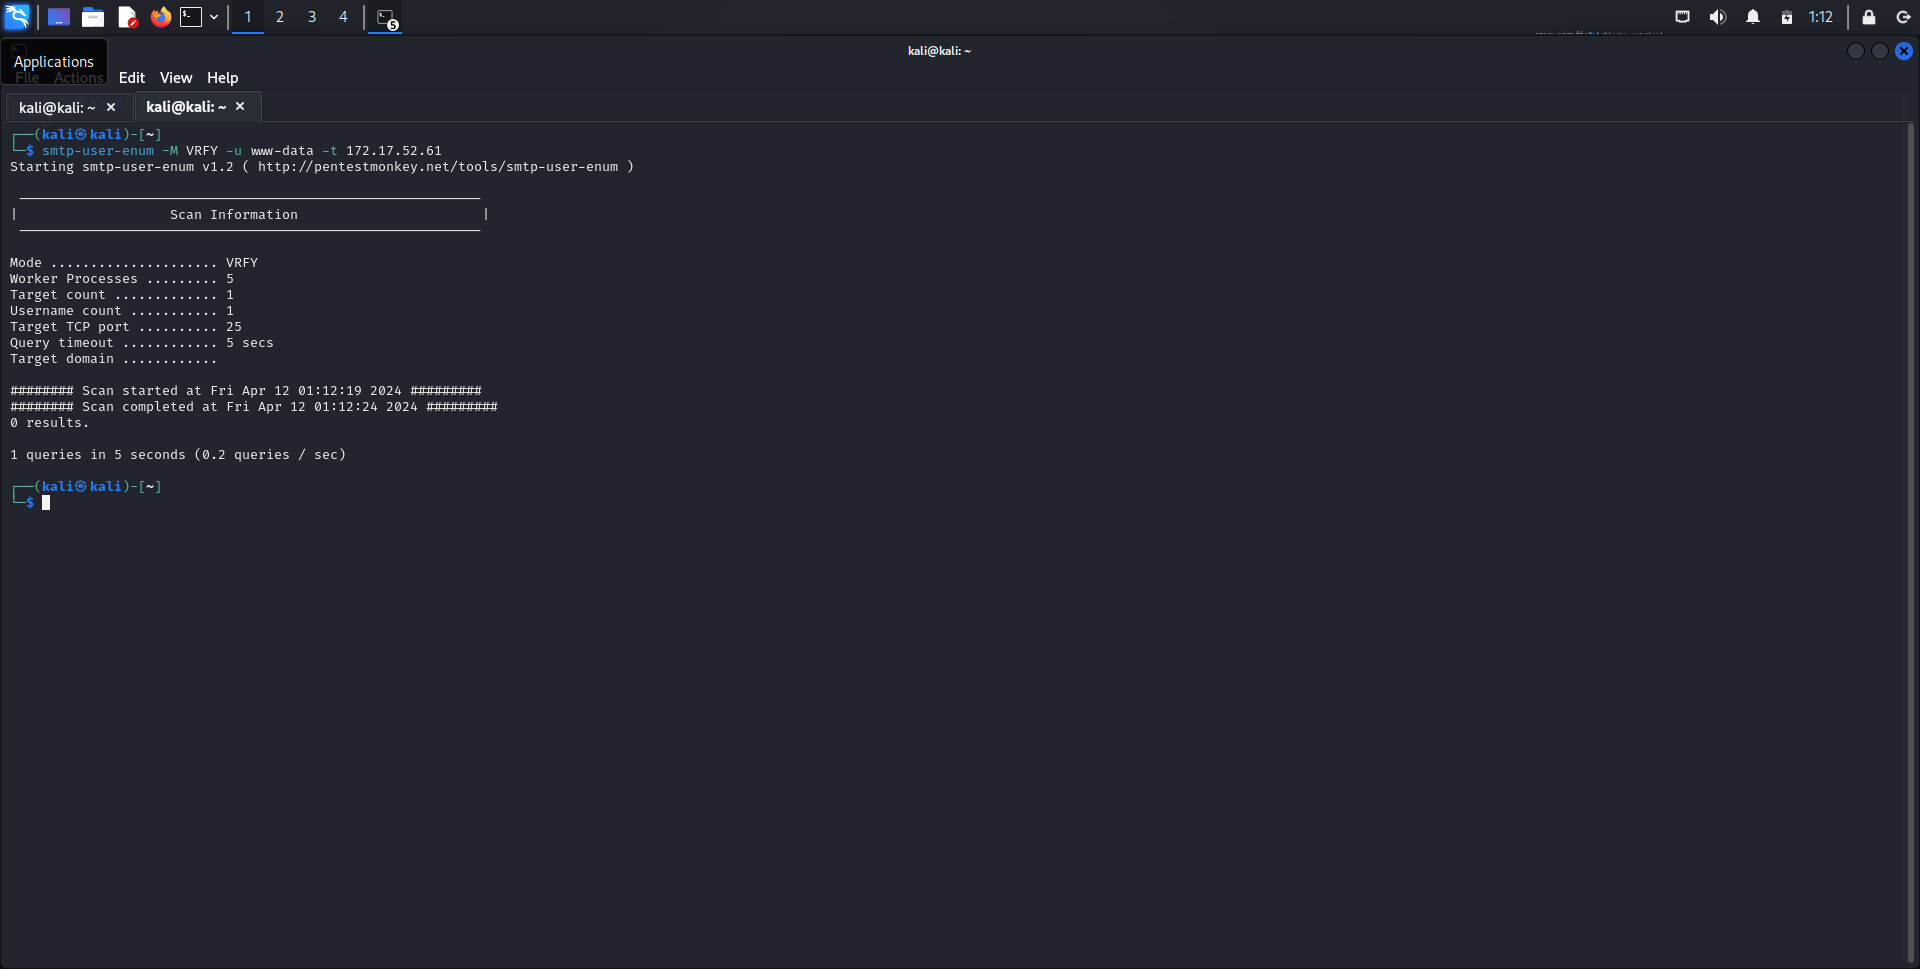 1 2 3 4 5 1:12
kali@kali: ~
Applications
File Actions Edit View Help
kali@kali: ~ kali@kali: ~
┌──(kali㉿kali)-[~]
└─$ smtp-user-enum -M VRFY -u www-data -t 172.17.52.61
Starting smtp-user-enum v1.2 ( http://pentestmonkey.net/tools/smtp-user-enum )
| Scan Information |
Mode ..................... VRFY
Worker Processes ......... 5
Target count ............. 1
Username count ........... 1
Target TCP port .......... 25
Query timeout ............ 5 secs
Target domain ............
######## Scan started at Fri Apr 12 01:12:19 2024 #########
######## Scan completed at Fri Apr 12 01:12:24 2024 #########
0 results.
1 queries in 5 seconds (0.2 queries / sec)
┌──(kali㉿kali)-[~]
└─$